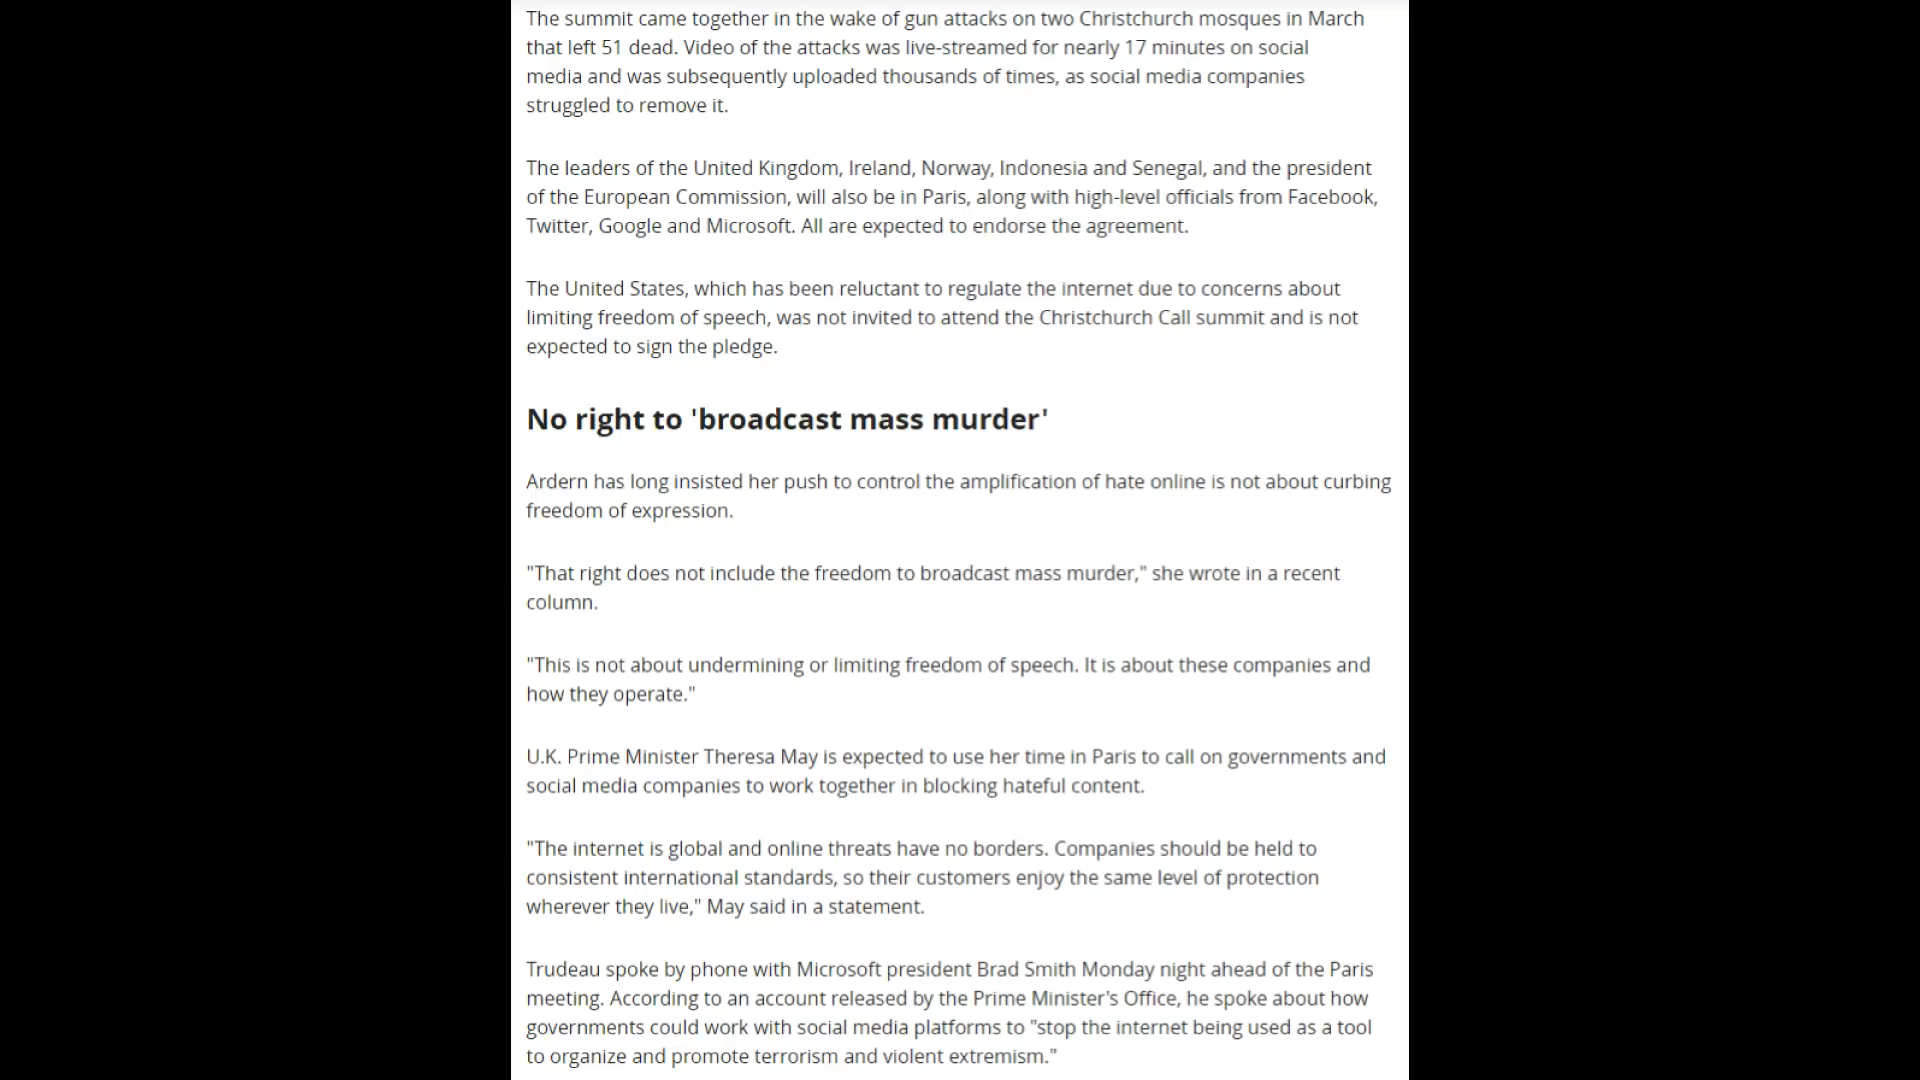 The summit came together in the wake of gun attacks on two Christchurch mosques in March
that left 51 dead. Video of the attacks was live-streamed for nearly 17 minutes on social
media and was subsequently uploaded thousands of times, as social media companies
struggled to remove it.
The leaders of the United Kingdom, Ireland, Norway, Indonesia and Senegal, and the president
of the European Commission, will also be in Paris, along with high-level officials from Facebook,
Twitter, Google and Microsoft. All are expected to endorse the agreement.
The United States, which has been reluctant to regulate the internet due to concerns about
limiting freedom of speech, was not invited to attend the Christchurch Call summit and is not
expected to sign the pledge.
No right to 'broadcast mass murder'
Ardern has long insisted her push to control the amplification of hate online is not about curbing
freedom of expression.
"That right does not include the freedom to broadcast mass murder," she wrote in a recent
column.
"This is not about undermining or limiting freedom of speech. It is about these companies and
how they operate."
U.K. Prime Minister Theresa May is expected to use her time in Paris to call on governments and
social media companies to work together in blocking hateful content.
"The internet is global and online threats have no borders. Companies should be held to
consistent international standards, so their customers enjoy the same level of protection
wherever they live," May said in a statement.
Trudeau spoke by phone with Microsoft president Brad Smith Monday night ahead of the Paris
meeting. According to an account released by the Prime Minister's Office, he spoke about how
governments could work with social media platforms to "stop the internet being used as a tool
to organize and promote terrorism and violent extremism."